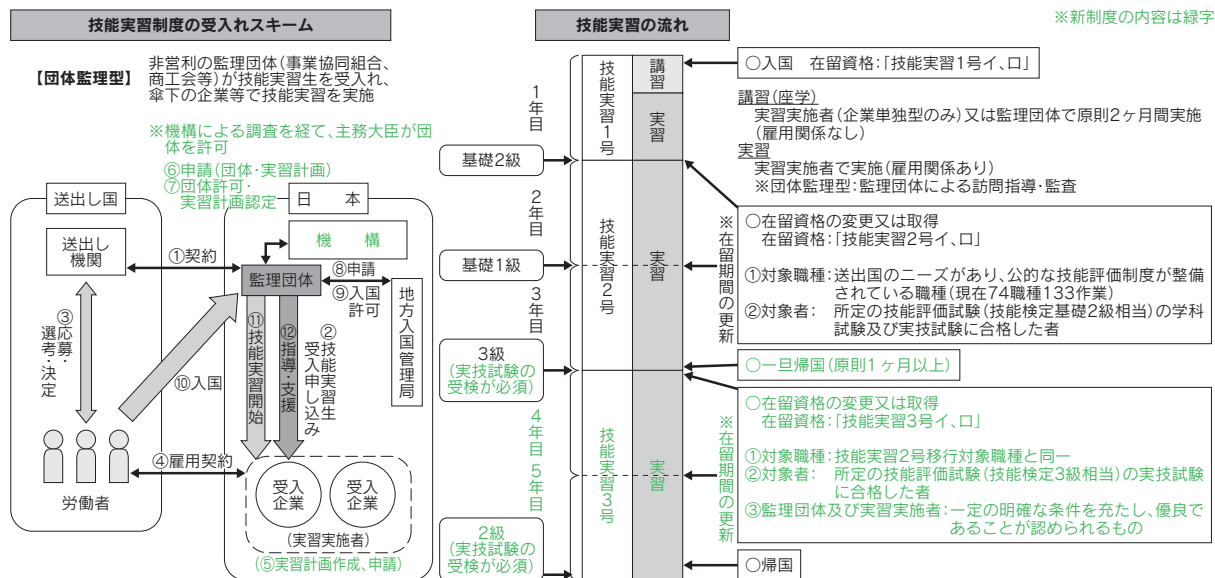 技能実習制度の受入れスキーム
【団体監理型】
非営利の監理団体(事業協同組合、
商工会等)が技能実習生を受入れ、
傘下の企業等で技能実習を実施
※機構による調査を経て、主務大臣が団
体を許可
⑥申請(団体・実習計画)
⑦団体許可・
実習計画認定
送出し国
日 本
送出し
機関
機 構
①契約
監理団体
⑧申請
⑨入国
許可
地方入国管理局
③応募・
選考・決定
⑩入国
⑪技能実習開始
⑫指導・支援
②技能実習生
受入申し込み
④雇用契約
労働者
受入
企業
受入
企業
(実習実施者)
(⑤実習計画作成、申請)
技能実習の流れ
※新制度の内容は緑字
1年目
2年目
3年目
4年目
5年目
基礎2級
基礎1級
3級
(実技試験の
受検が必須)
2級
(実技試験の
受検が必須)
技能実習1号
技能実習2号
技能実習3号
講習
実習
実習
実習
○入国 在留資格:「技能実習1号イ、ロ」
講習(座学)
実習実施者(企業単独型のみ)又は監理団体で原則2ヶ月間実施
(雇用関係なし)
実習
実習実施者で実施(雇用関係あり)
※団体監理型:監理団体による訪問指導・監査
※在留期間の更新
○在留資格の変更又は取得
在留資格:「技能実習2号イ、ロ」
①対象職種:送出国のニーズがあり、公的な技能評価制度が整備
されている職種(現在74職種133作業)
②対象者: 所定の技能評価試験(技能検定基礎2級相当)の学科
試験及び実技試験に合格した者
○一旦帰国(原則1ヶ月以上)
※在留期間の更新
○在留資格の変更又は取得
在留資格:「技能実習3号イ、ロ」
①対象職種:技能実習2号移行対象職種と同一
②対象者: 所定の技能評価試験(技能検定3級相当)の実技試験
に合格した者
③監理団体及び実習実施者:一定の明確な条件を充たし、優良で
あることが認められるもの
○帰国